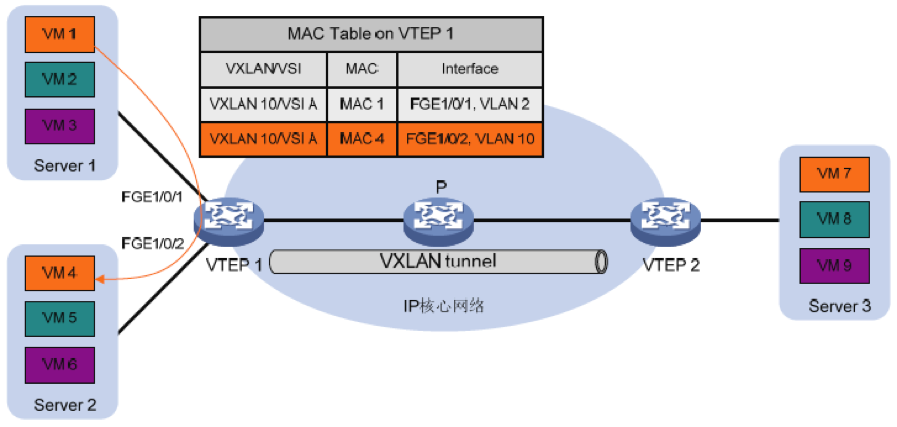 VM 1
VM 2
VM 3
Server 1
MAC Table on VTEP 1
VXLAN/VSI MAC Interface
VXLAN 10/VSI A MAC 1 FGE1/0/1, VLAN 2
VXLAN 10/VSI A MAC 4 FGE1/0/2, VLAN 10
FGE1/0/1
FGE1/0/2
VTEP 1
P
VTEP 2
VXLAN tunnel
IP核心网络
VM 4
VM 5
VM 6
Server 2
VM 7
VM 8
VM 9
Server 3